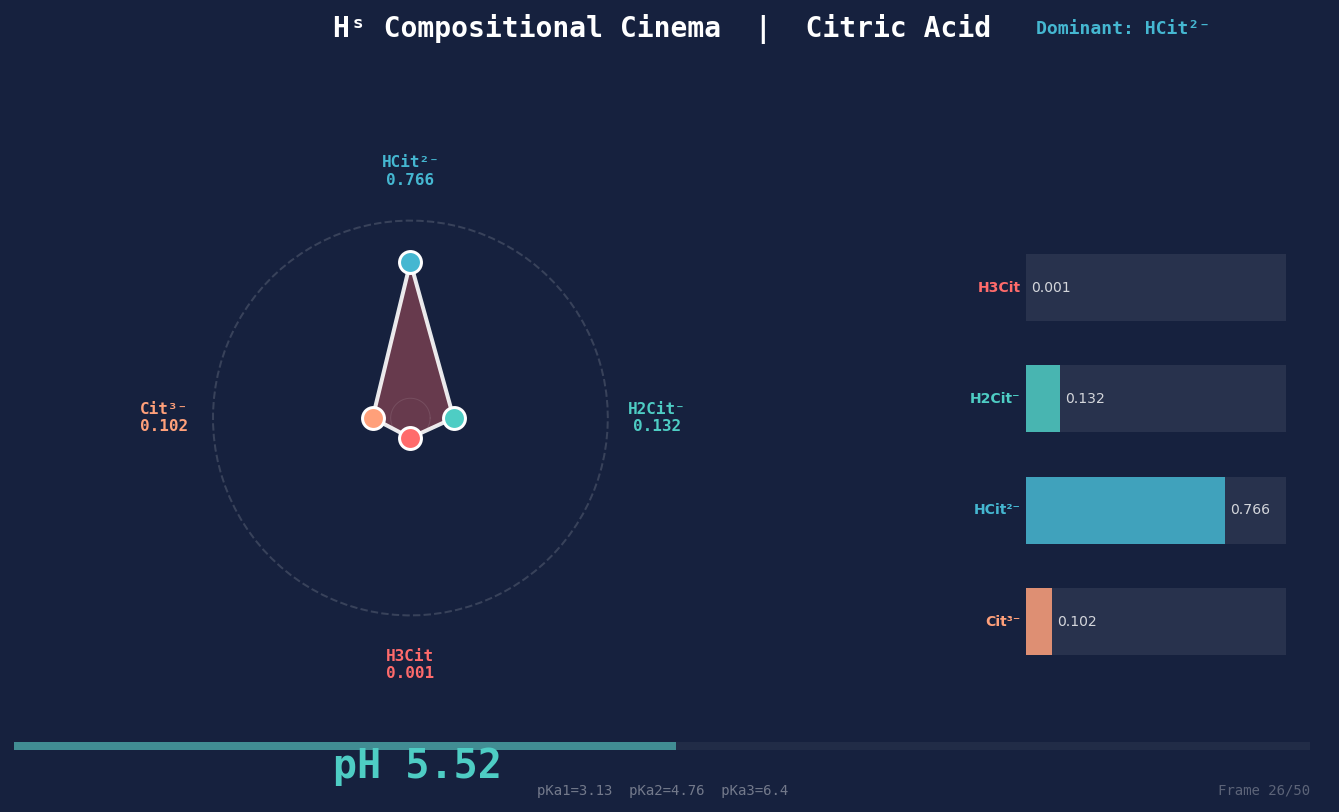 Hˢ Compositional Cinema | Citric Acid
Dominant: HCit²⁻
HCit²⁻
0.766
Cit³⁻
0.102
H2Cit⁻
0.132
H3Cit
0.001
H3Cit 0.001
H2Cit⁻ 0.132
HCit²⁻ 0.766
Cit³⁻ 0.102
pH 5.52
pKa1=3.13 pKa2=4.76 pKa3=6.4
Frame 26/50